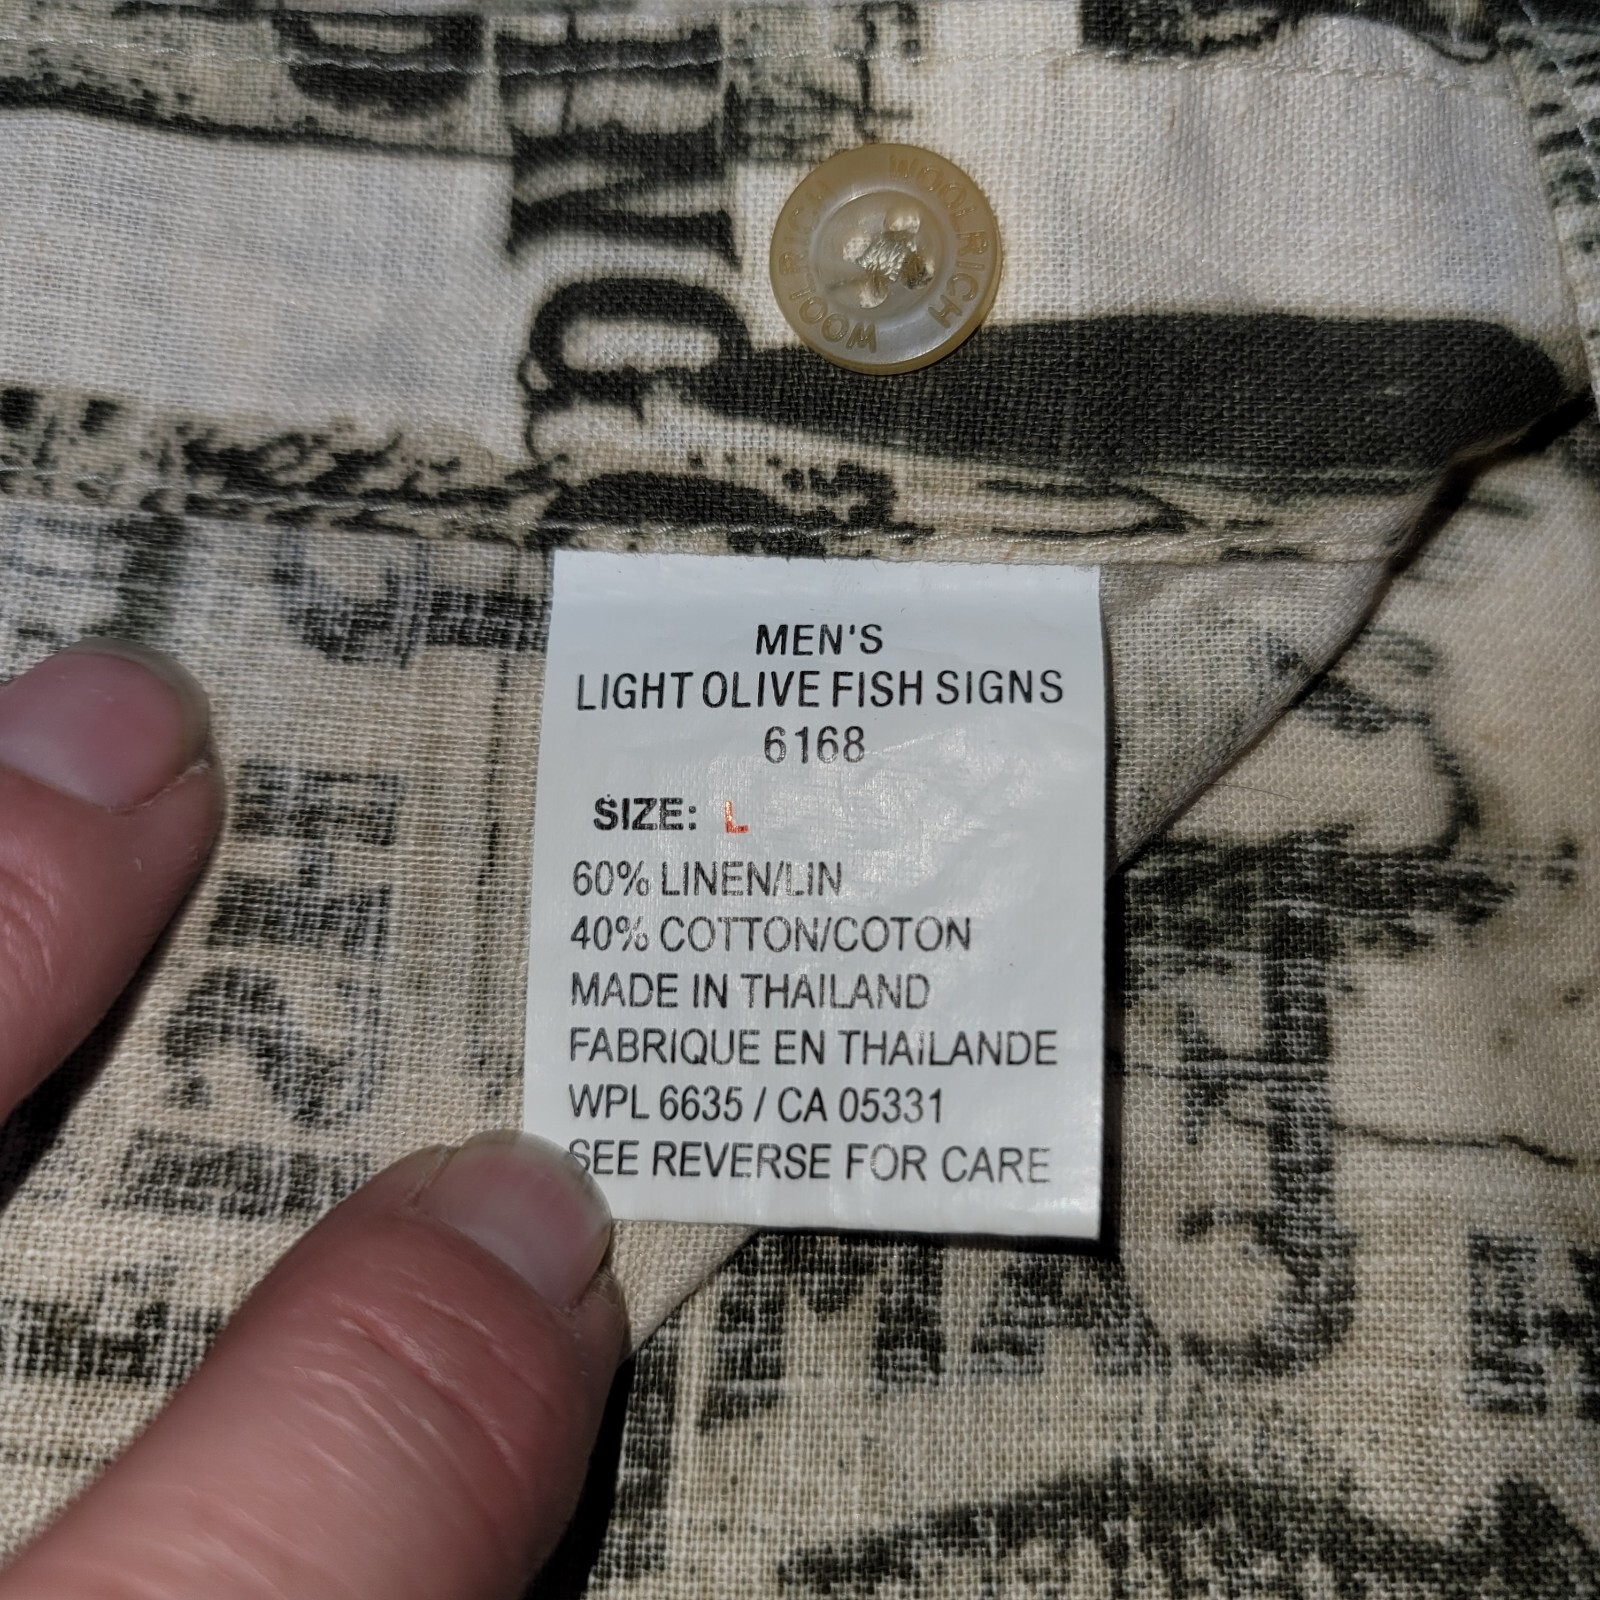 WOOLRICH WOOLRICH
MEN'S
LIGHT OLIVE FISH SIGNS
6168
SIZE: L
60% LINEN/LIN
40% COTTON/COTON
MADE IN THAILAND
FABRIQUE EN THAILANDE
WPL 6635 / CA 05331
SEE REVERSE FOR CARE